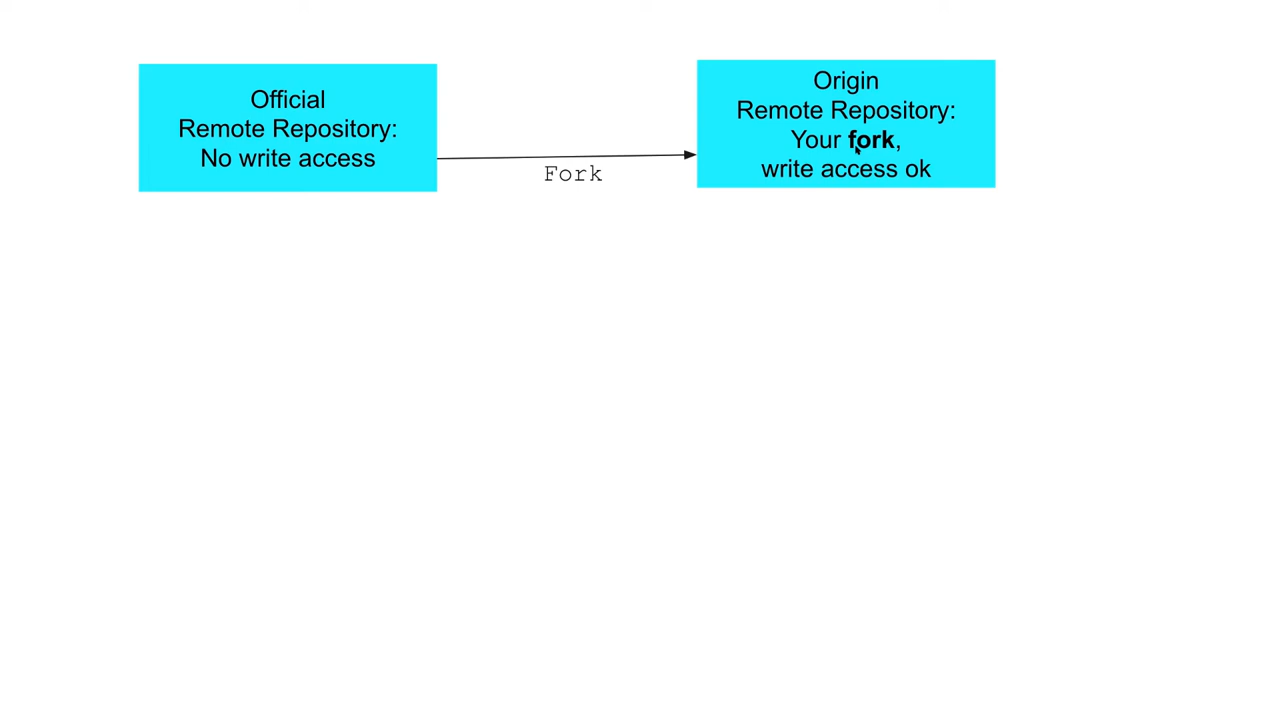 Official
Remote Repository:
No write access
Fork
Origin
Remote Repository:
Your fork,
write access ok